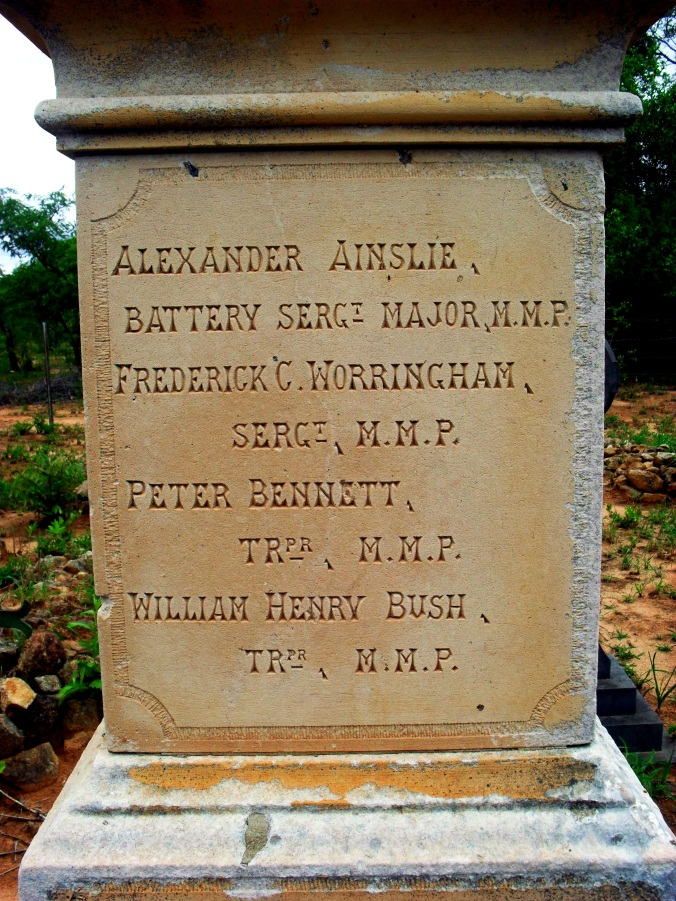 ALEXANDER AINSLIE,
BATTERY SERGT MAJOR, M.M.P.
FREDERICK C. WORRINGHAM,
SERGT, M.M.P.
PETER BENNETT,
TRPR, M.M.P.
WILLIAM HENRY BUSH,
TRPR, M.M.P.